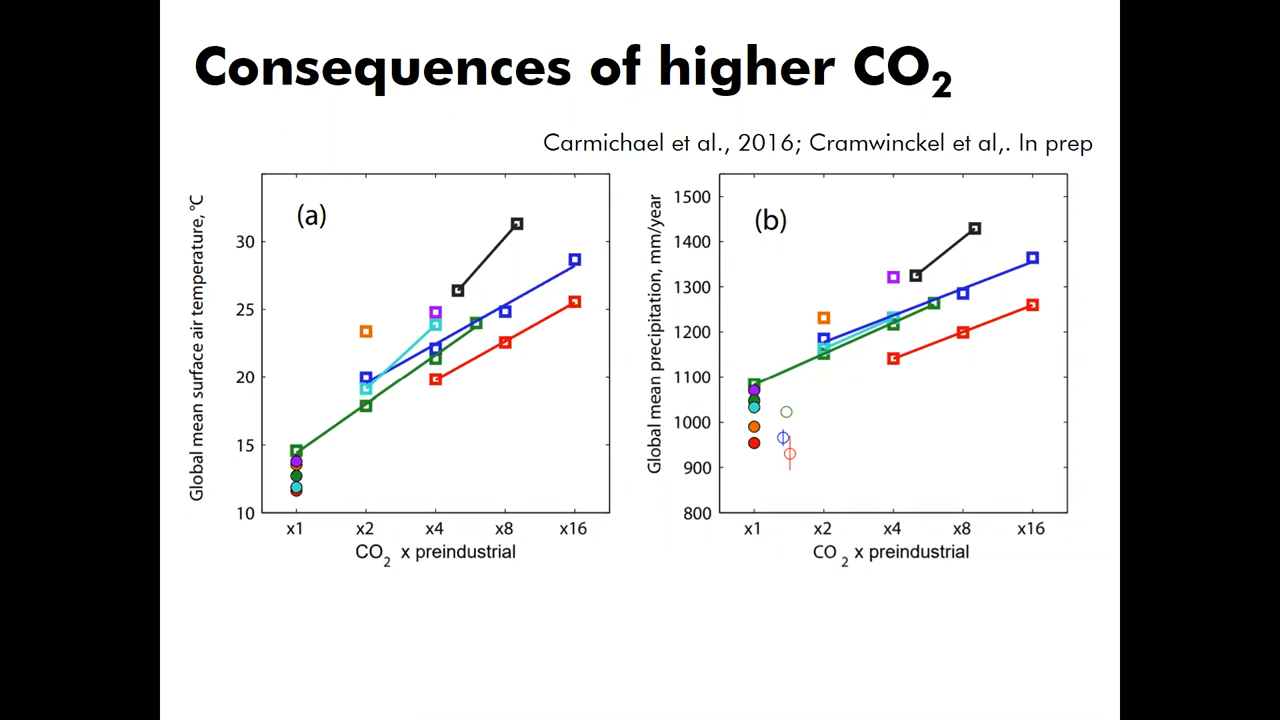 Consequences of higher CO2
Carmichael et al., 2016; Cramwinckel et al,. In prep
(a)
Global mean surface air temperature, °C
30
25
20
15
10
x1 x2 x4 x8 x16
CO2 x preindustrial
(b)
Global mean precipitation, mm/year
1500
1400
1300
1200
1100
1000
900
800
x1 x2 x4 x8 x16
CO2 x preindustrial